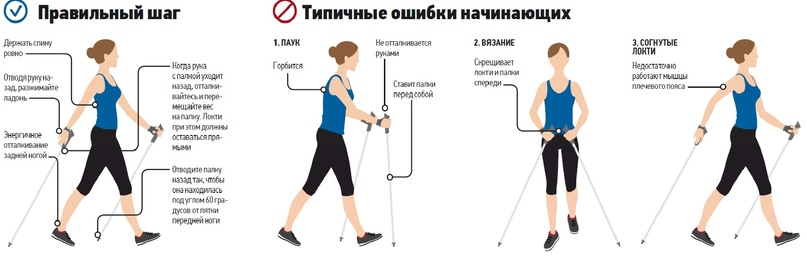 Правильный шаг
Держать спину
ровно
Отводя руку на-
зад, разжимайте
ладонь
Энергичное
отталкивание
задней ногой
Когда рука
с палкой уходит
назад, отталки-
вайтесь и пере-
мещайте вес
на палку. Локти
при этом должны
оставаться пря-
мыми
Отводите палку
назад так, чтобы
она находилась
под углом 60 гра-
дусов от пятки
передней ноги
Типичные ошибки начинающих
1. ПАУК
Горбится
Не отталкивается
руками
Ставит палки
перед собой
2. ВЯЗАНИЕ
Скрещивает
локти и палки
спереди
3. СОГНУТЫЕ
ЛОКТИ
Недостаточно
работают мышцы
плечевого пояса